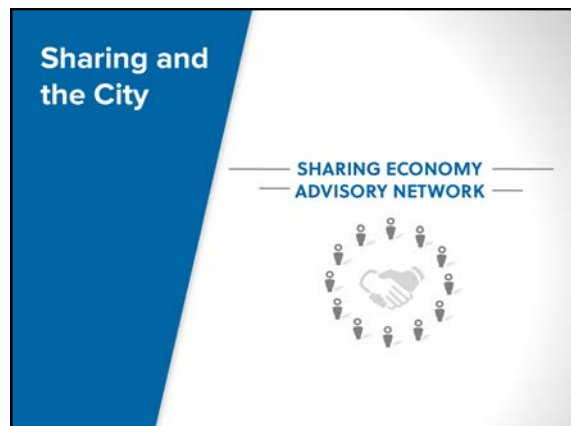 Sharing and
the City
SHARING ECONOMY
ADVISORY NETWORK